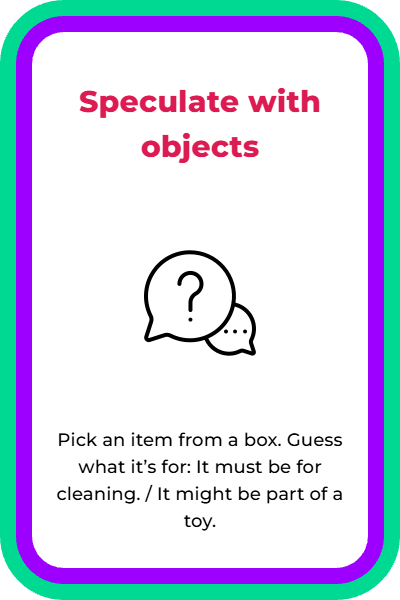 Speculate with
objects
Pick an item from a box. Guess
what it’s for: It must be for
cleaning. / It might be part of a
toy.